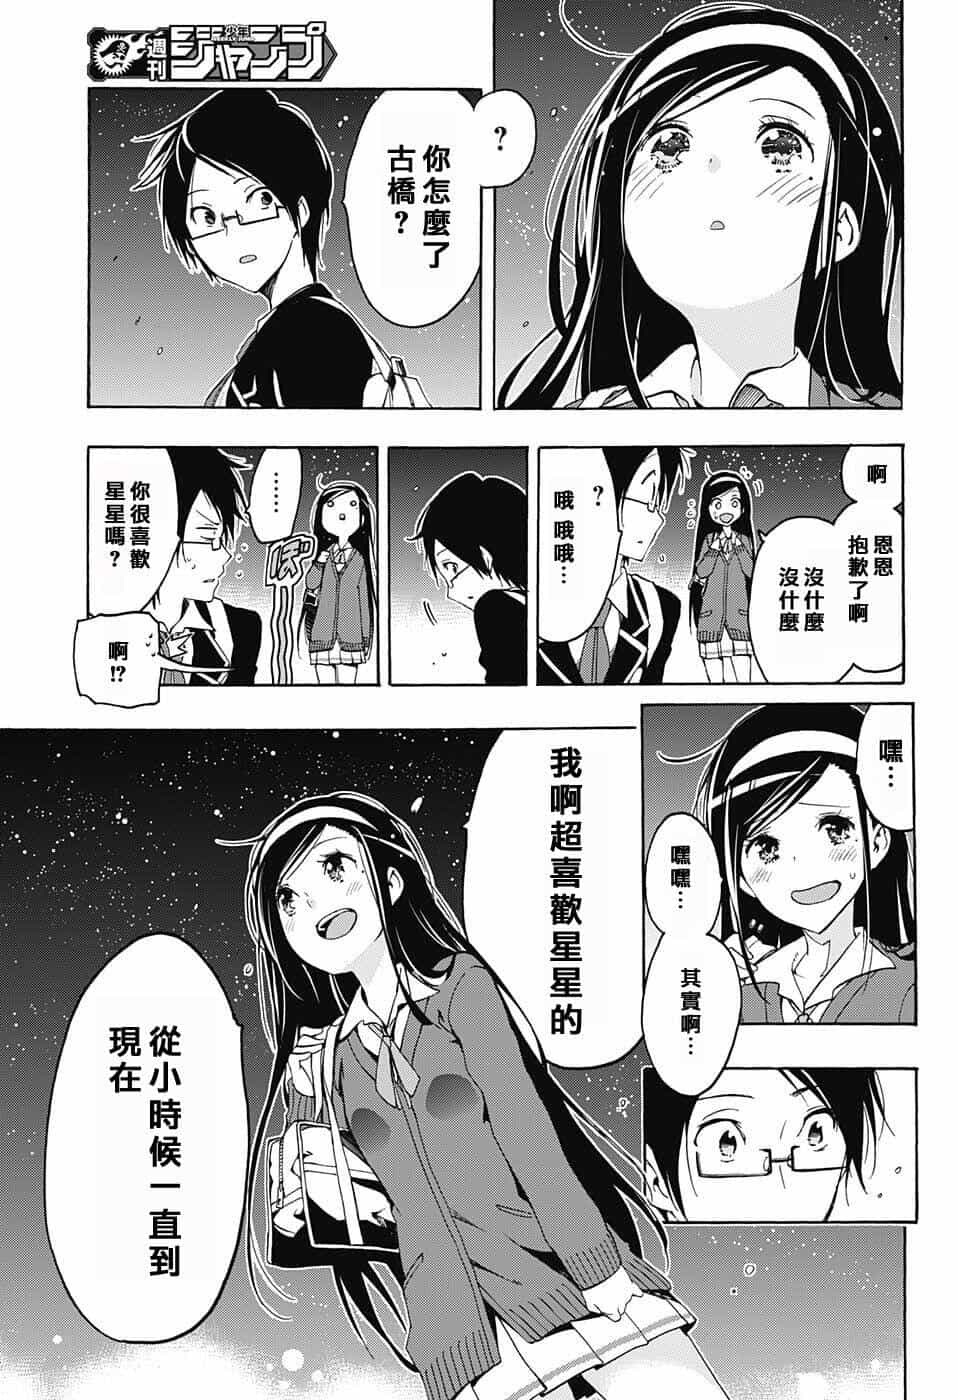 週刊
少年
ジャンプ
?
你怎麼了
古橋?
啊
恩恩
抱歉了啊
沒什麼
沒什麼
?
哦哦哦…
……
你很喜歡
星星嗎?
啊!?
嘿…
嘿嘿…
其實啊…
我啊超喜歡星星的
從小時候一直到
現在